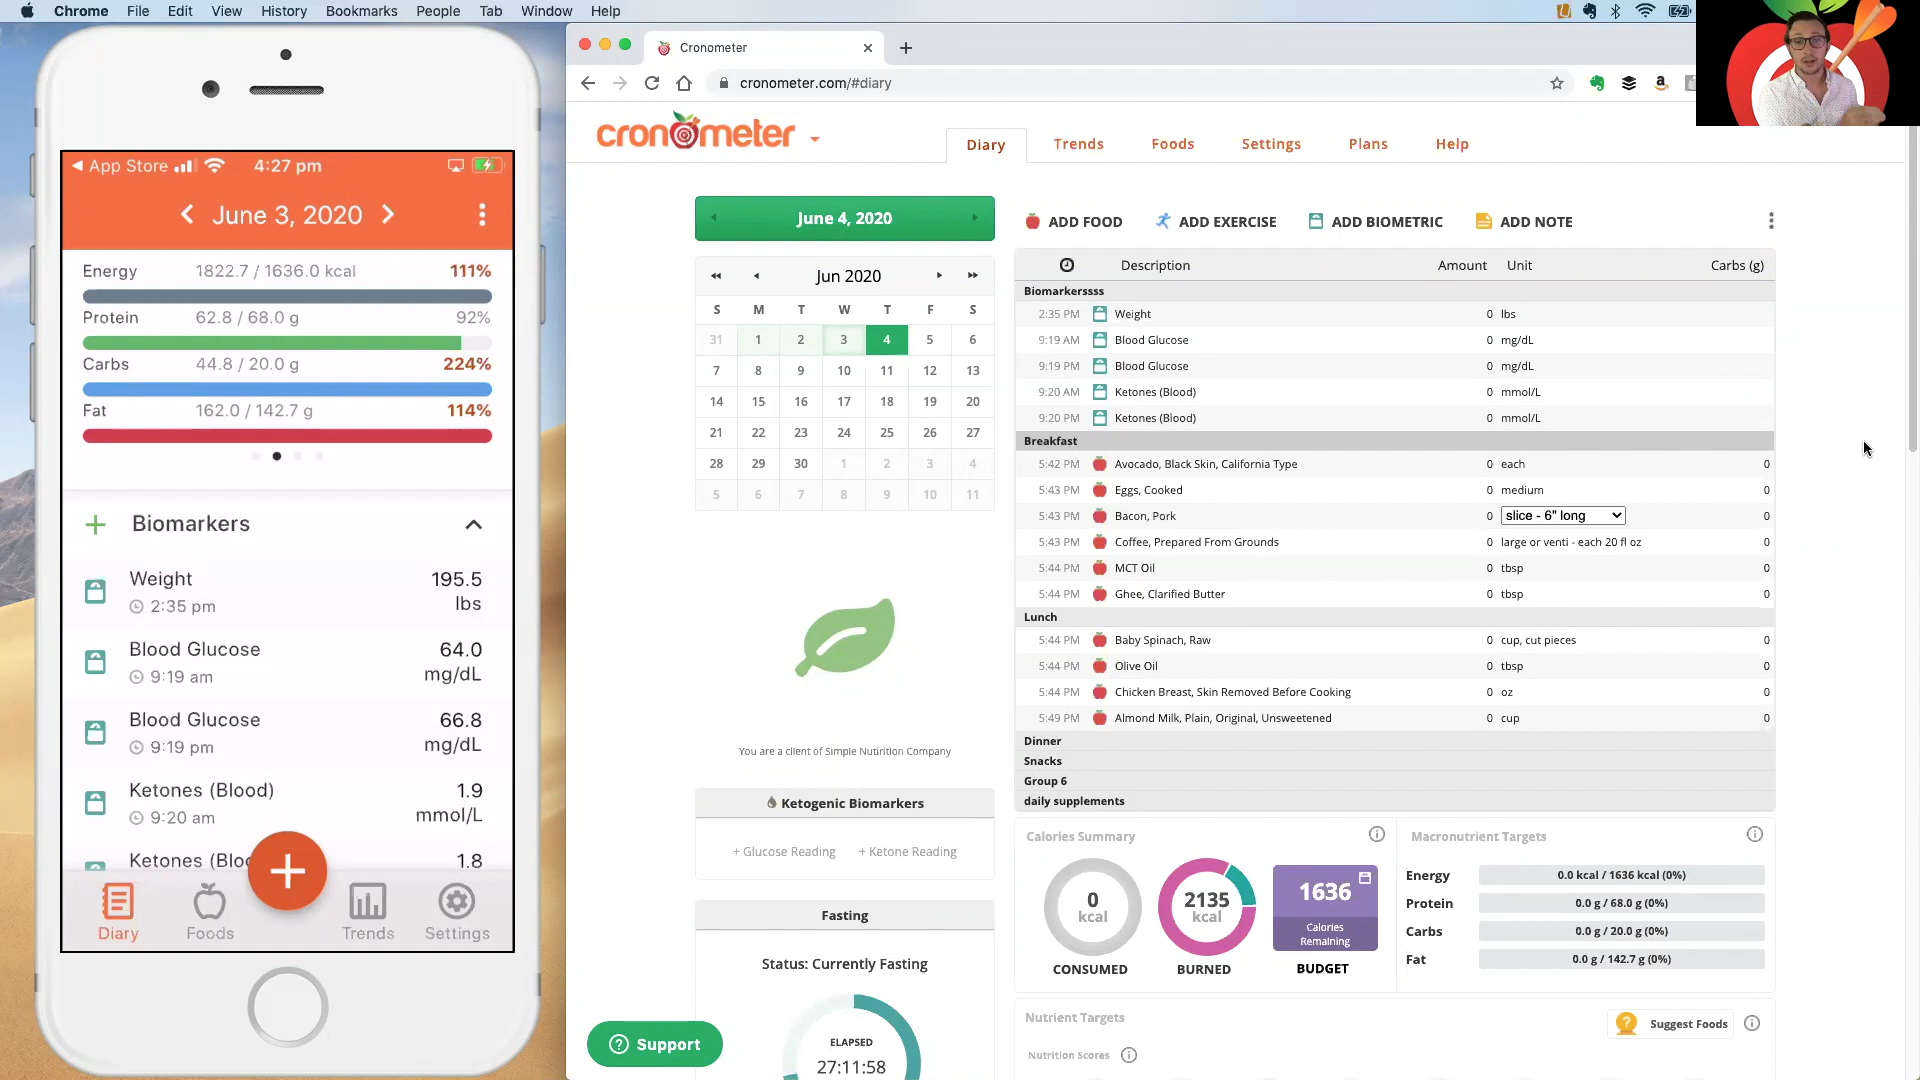 Chrome File Edit View History Bookmarks People Tab Window Help
App Store 4:27 pm
June 3, 2020
Energy 1822.7 / 1636.0 kcal 111%
Protein 62.8 / 68.0 g 92%
Carbs 44.8 / 20.0 g 224%
Fat 162.0 / 142.7 g 114%
+ Biomarkers
Weight 195.5
2:35 pm lbs
Blood Glucose 64.0
9:19 am mg/dL
Blood Glucose 66.8
9:19 pm mg/dL
Ketones (Blood) 1.9
9:20 am mmol/L
Ketones (Bloo 1.8
Diary Foods Trends Settings
Cronometer
cronometer.com/#diary
cronometer Diary Trends Foods Settings Plans Help
June 4, 2020
Jun 2020
S M T W T F S
31 1 2 3 4 5 6
7 8 9 10 11 12 13
14 15 16 17 18 19 20
21 22 23 24 25 26 27
28 29 30 1 2 3 4
5 6 7 8 9 10 11
You are a client of Simple Nutirition Company
Ketogenic Biomarkers
+ Glucose Reading + Ketone Reading
Fasting
Status: Currently Fasting
ELAPSED
27:11:58
Support
ADD FOOD ADD EXERCISE ADD BIOMETRIC ADD NOTE
Description Amount Unit Carbs (g)
Biomarkerssss
2:35 PM Weight 0 lbs
9:19 AM Blood Glucose 0 mg/dL
9:19 PM Blood Glucose 0 mg/dL
9:20 AM Ketones (Blood) 0 mmol/L
9:20 PM Ketones (Blood) 0 mmol/L
Breakfast
5:42 PM Avocado, Black Skin, California Type 0 each 0
5:43 PM Eggs, Cooked 0 medium 0
5:43 PM Bacon, Pork 0 slice - 6" long 0
5:43 PM Coffee, Prepared From Grounds 0 large or venti - each 20 fl oz 0
5:44 PM MCT Oil 0 tbsp 0
5:44 PM Ghee, Clarified Butter 0 tbsp 0
Lunch
5:44 PM Baby Spinach, Raw 0 cup, cut pieces 0
5:44 PM Olive Oil 0 tbsp 0
5:44 PM Chicken Breast, Skin Removed Before Cooking 0 oz 0
5:49 PM Almond Milk, Plain, Original, Unsweetened 0 cup 0
Dinner
Snacks
Group 6
daily supplements
Calories Summary
0 kcal
CONSUMED
2135 kcal
BURNED
1636
Calories Remaining
BUDGET
Macronutrient Targets
Energy 0.0 kcal / 1636 kcal (0%)
Protein 0.0 g / 68.0 g (0%)
Carbs 0.0 g / 20.0 g (0%)
Fat 0.0 g / 142.7 g (0%)
Nutrient Targets
Suggest Foods
Nutrition Scores